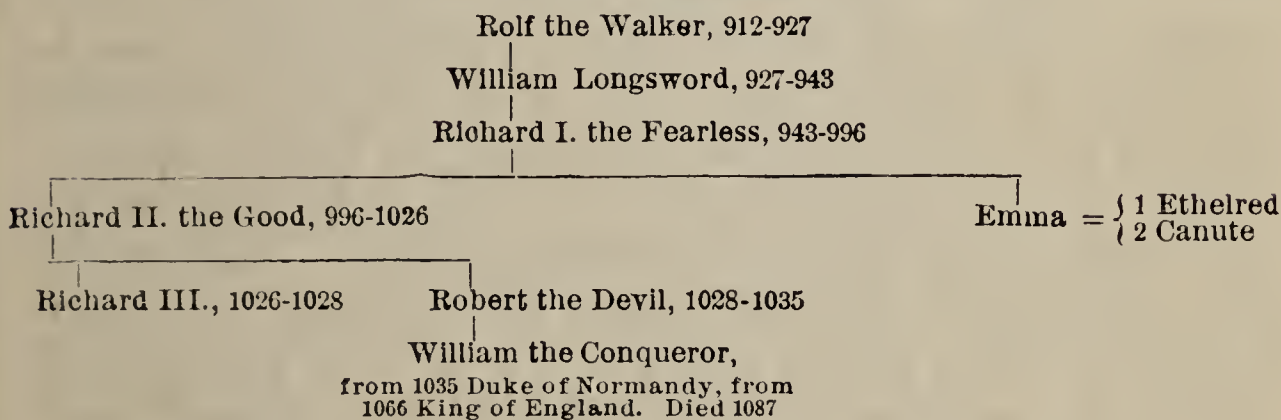 Rolf the Walker, 912-927
William Longsword, 927-943
Richard I. the Fearless, 943-996
Richard II. the Good, 996-1026
Emma = { 1 Ethelred
{ 2 Canute
Richard III., 1026-1028
Robert the Devil, 1028-1035
William the Conqueror,
from 1035 Duke of Normandy, from
1066 King of England. Died 1087